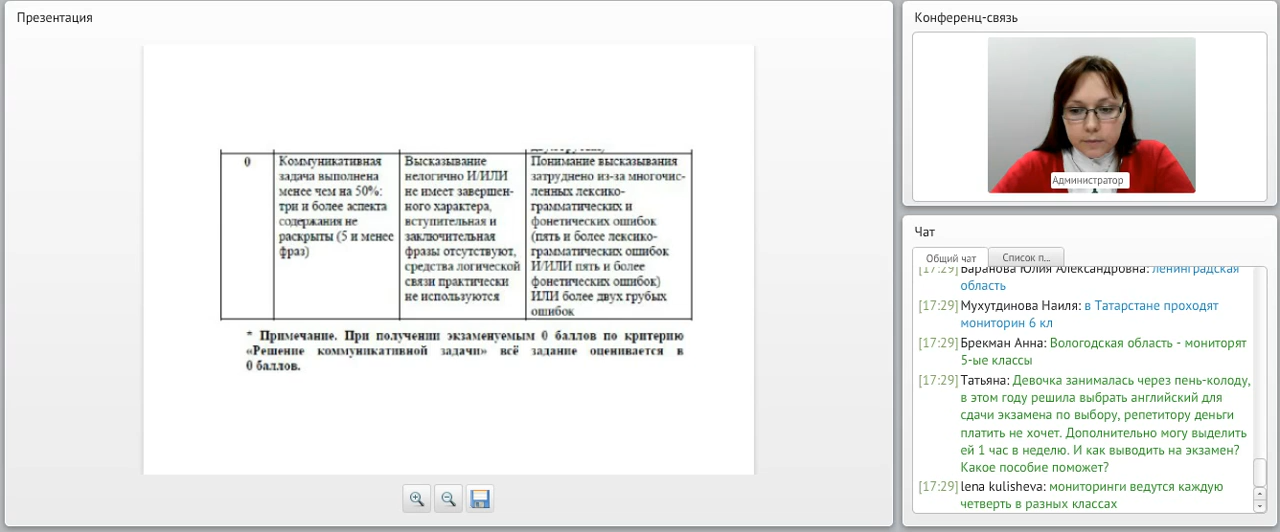 Презентация
0
Коммуникативная
задача выполнена
менее чем на 50%:
три и более аспекта
содержания не
раскрыты (5 и менее
фраз)
Высказывание
нелогично И/ИЛИ
не имеет завершен-
ного характера,
вступительная и
заключительная
фразы отсутствуют,
средства логической
связи практически
не используются
Понимание высказывания
затруднено из-за многочис-
ленных лексико-
грамматических и
фонетических ошибок
(пять и более лексико-
грамматических ошибок
И/ИЛИ пять и более
фонетических ошибок)
ИЛИ более двух грубых
ошибок
* Примечание. При получении экзаменуемым 0 баллов по критерию
«Решение коммуникативной задачи» всё задание оценивается в
0 баллов.
Конференц-связь
Администратор
Чат
Общий чат
Список п...
[17:29] Баранова Юлия Александровна: ленинградская
область
[17:29] Мухутдинова Наиля: в Татарстане проходят
мониторин 6 кл
[17:29] Брекман Анна: Вологодская область - мониторят
5-ые классы
[17:29] Татьяна: Девочка занималась через пень-колоду,
в этом году решила выбрать английский для
сдачи экзамена по выбору, репетитору деньги
платить не хочет. Дополнительно могу выделить
ей 1 час в неделю. И как выводить на экзамен?
Какое пособие поможет?
[17:29] lena kulisheva: мониторинги ведутся каждую
четверть в разных классах